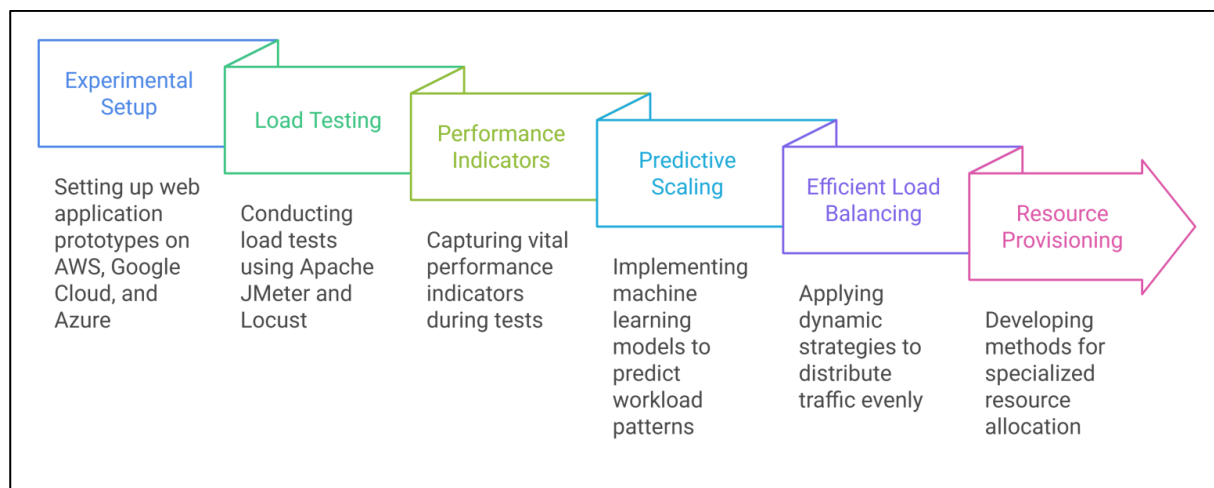 Experimental
Setup
Setting up web
application
prototypes on
AWS, Google
Cloud, and
Azure
Load Testing
Conducting
load tests
using Apache
JMeter and
Locust
Performance
Indicators
Capturing vital
performance
indicators
during tests
Predictive
Scaling
Implementing
machine
learning
models to
predict
workload
patterns
Efficient Load
Balancing
Applying
dynamic
strategies to
distribute
traffic evenly
Resource
Provisioning
Developing
methods for
specialized
resource
allocation